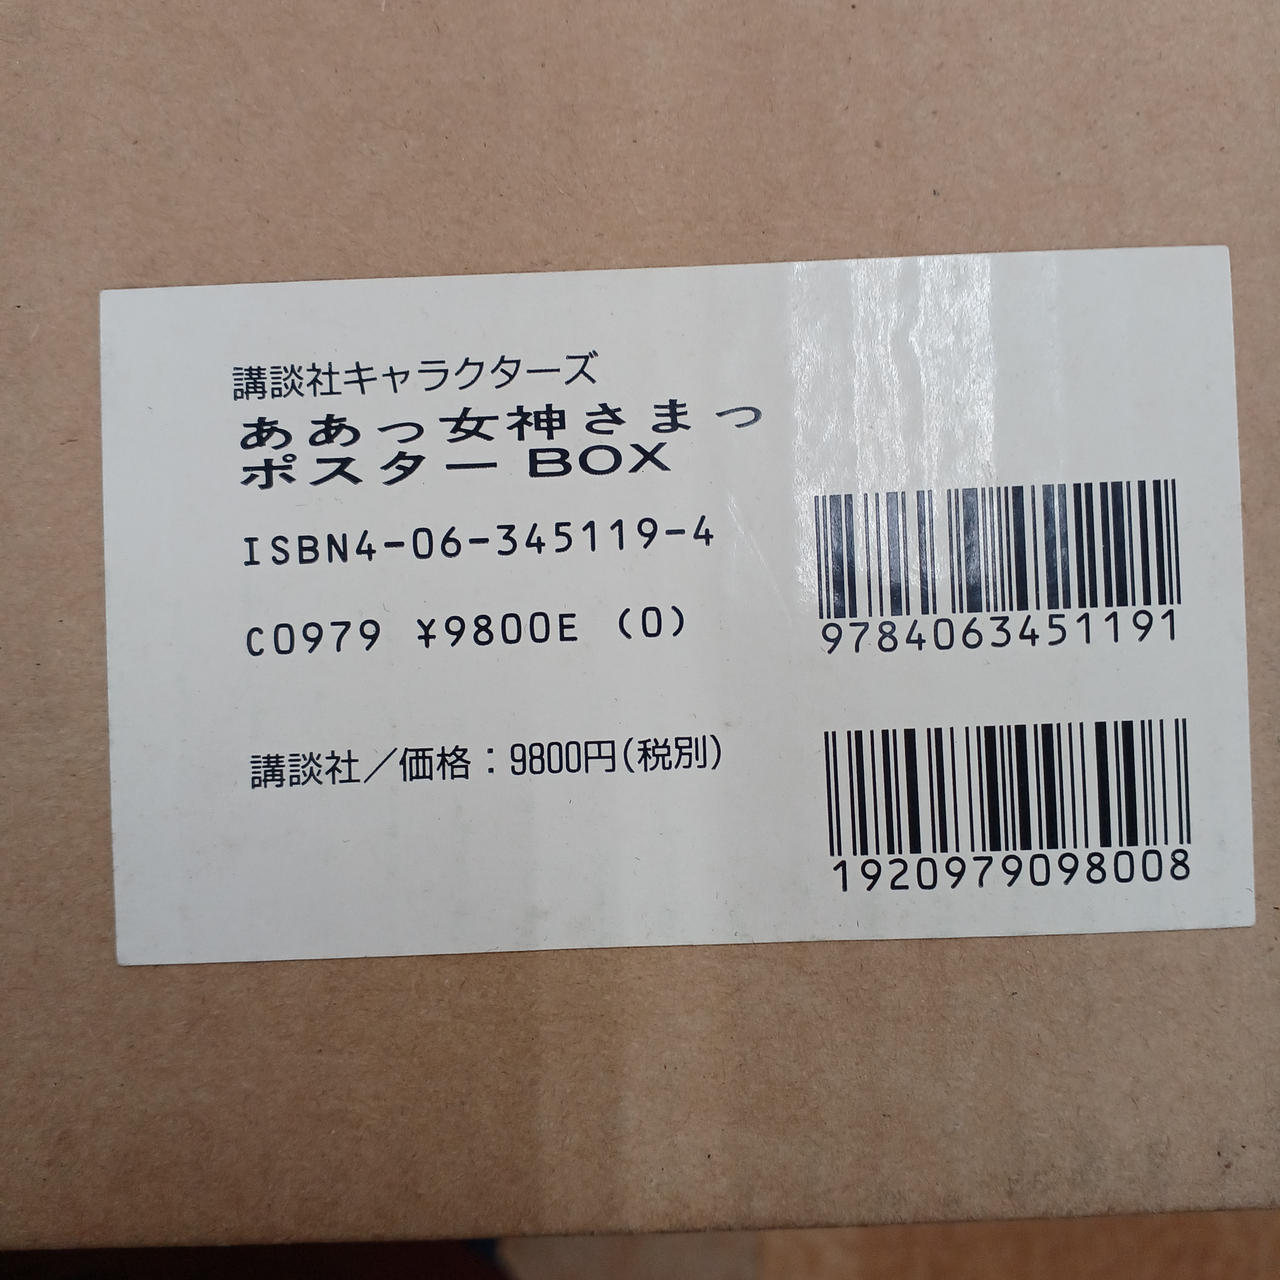 講談社キャラクターズ
ああっ女神さまっ
ポスターBOX
ISBN4-06-345119-4
C0979 ¥9800E (0)
9784063451191
講談社／価格：9800円(税別)
1920979098008